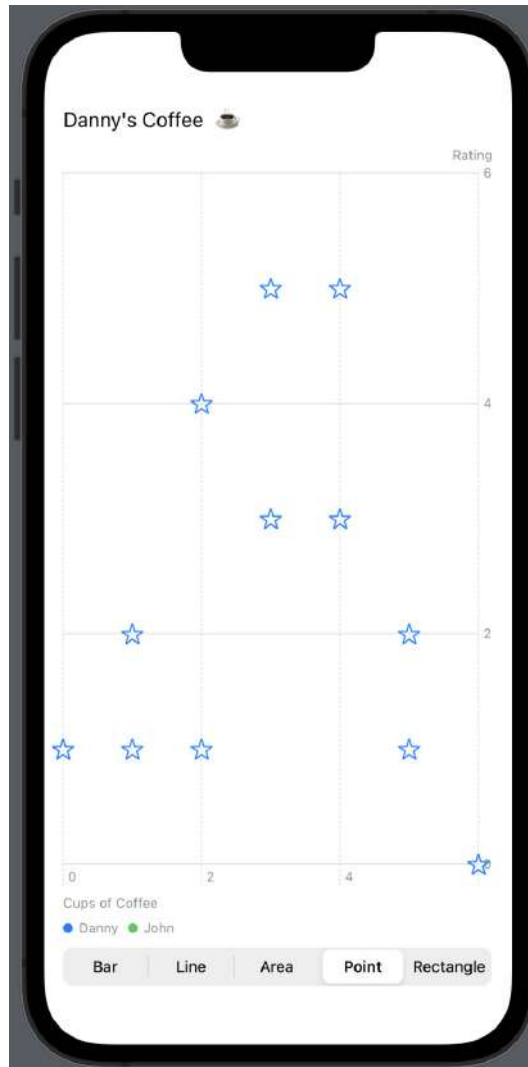 Danny's Coffee ☕
Rating
6
4
2
0
0 2 4
Cups of Coffee
Danny John
Bar Line Area Point Rectangle